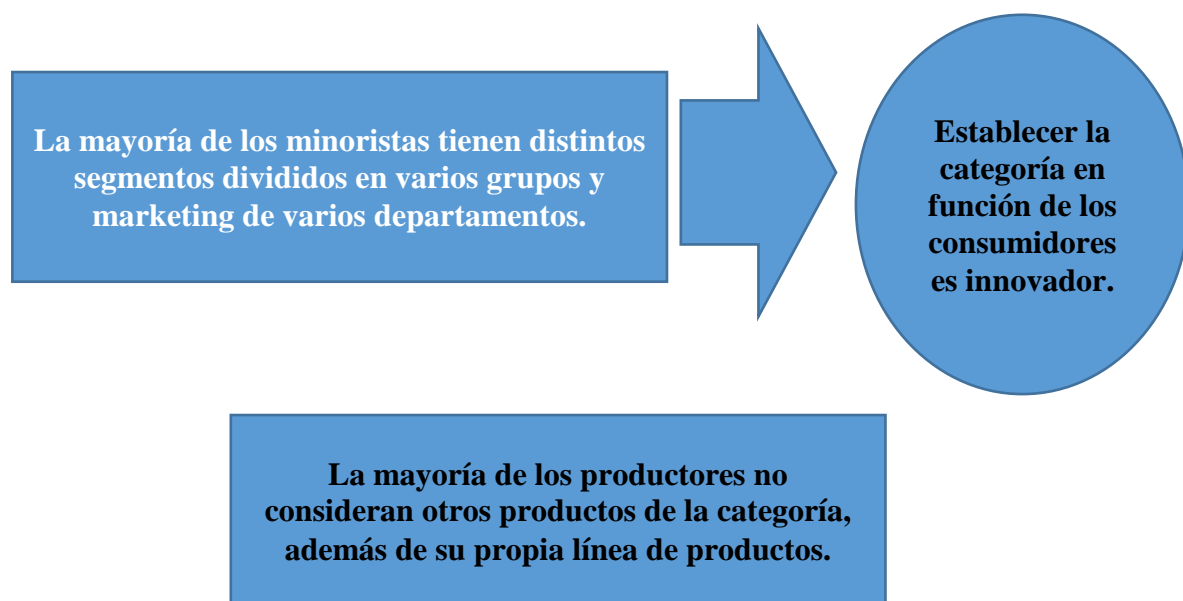 La mayoría de los minoristas tienen distintos
segmentos divididos en varios grupos y
marketing de varios departamentos.
Establecer la
categoría en
función de los
consumidores
es innovador.
La mayoría de los productores no
consideran otros productos de la categoría,
además de su propia línea de productos.